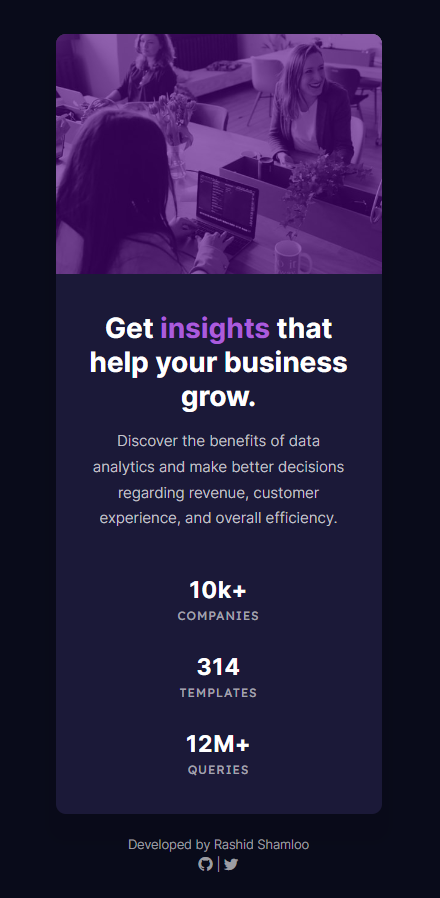 Get insights that
help your business
grow.
Discover the benefits of data
analytics and make better decisions
regarding revenue, customer
experience, and overall efficiency.
10k+
COMPANIES
314
TEMPLATES
12M+
QUERIES
Developed by Rashid Shamloo
|